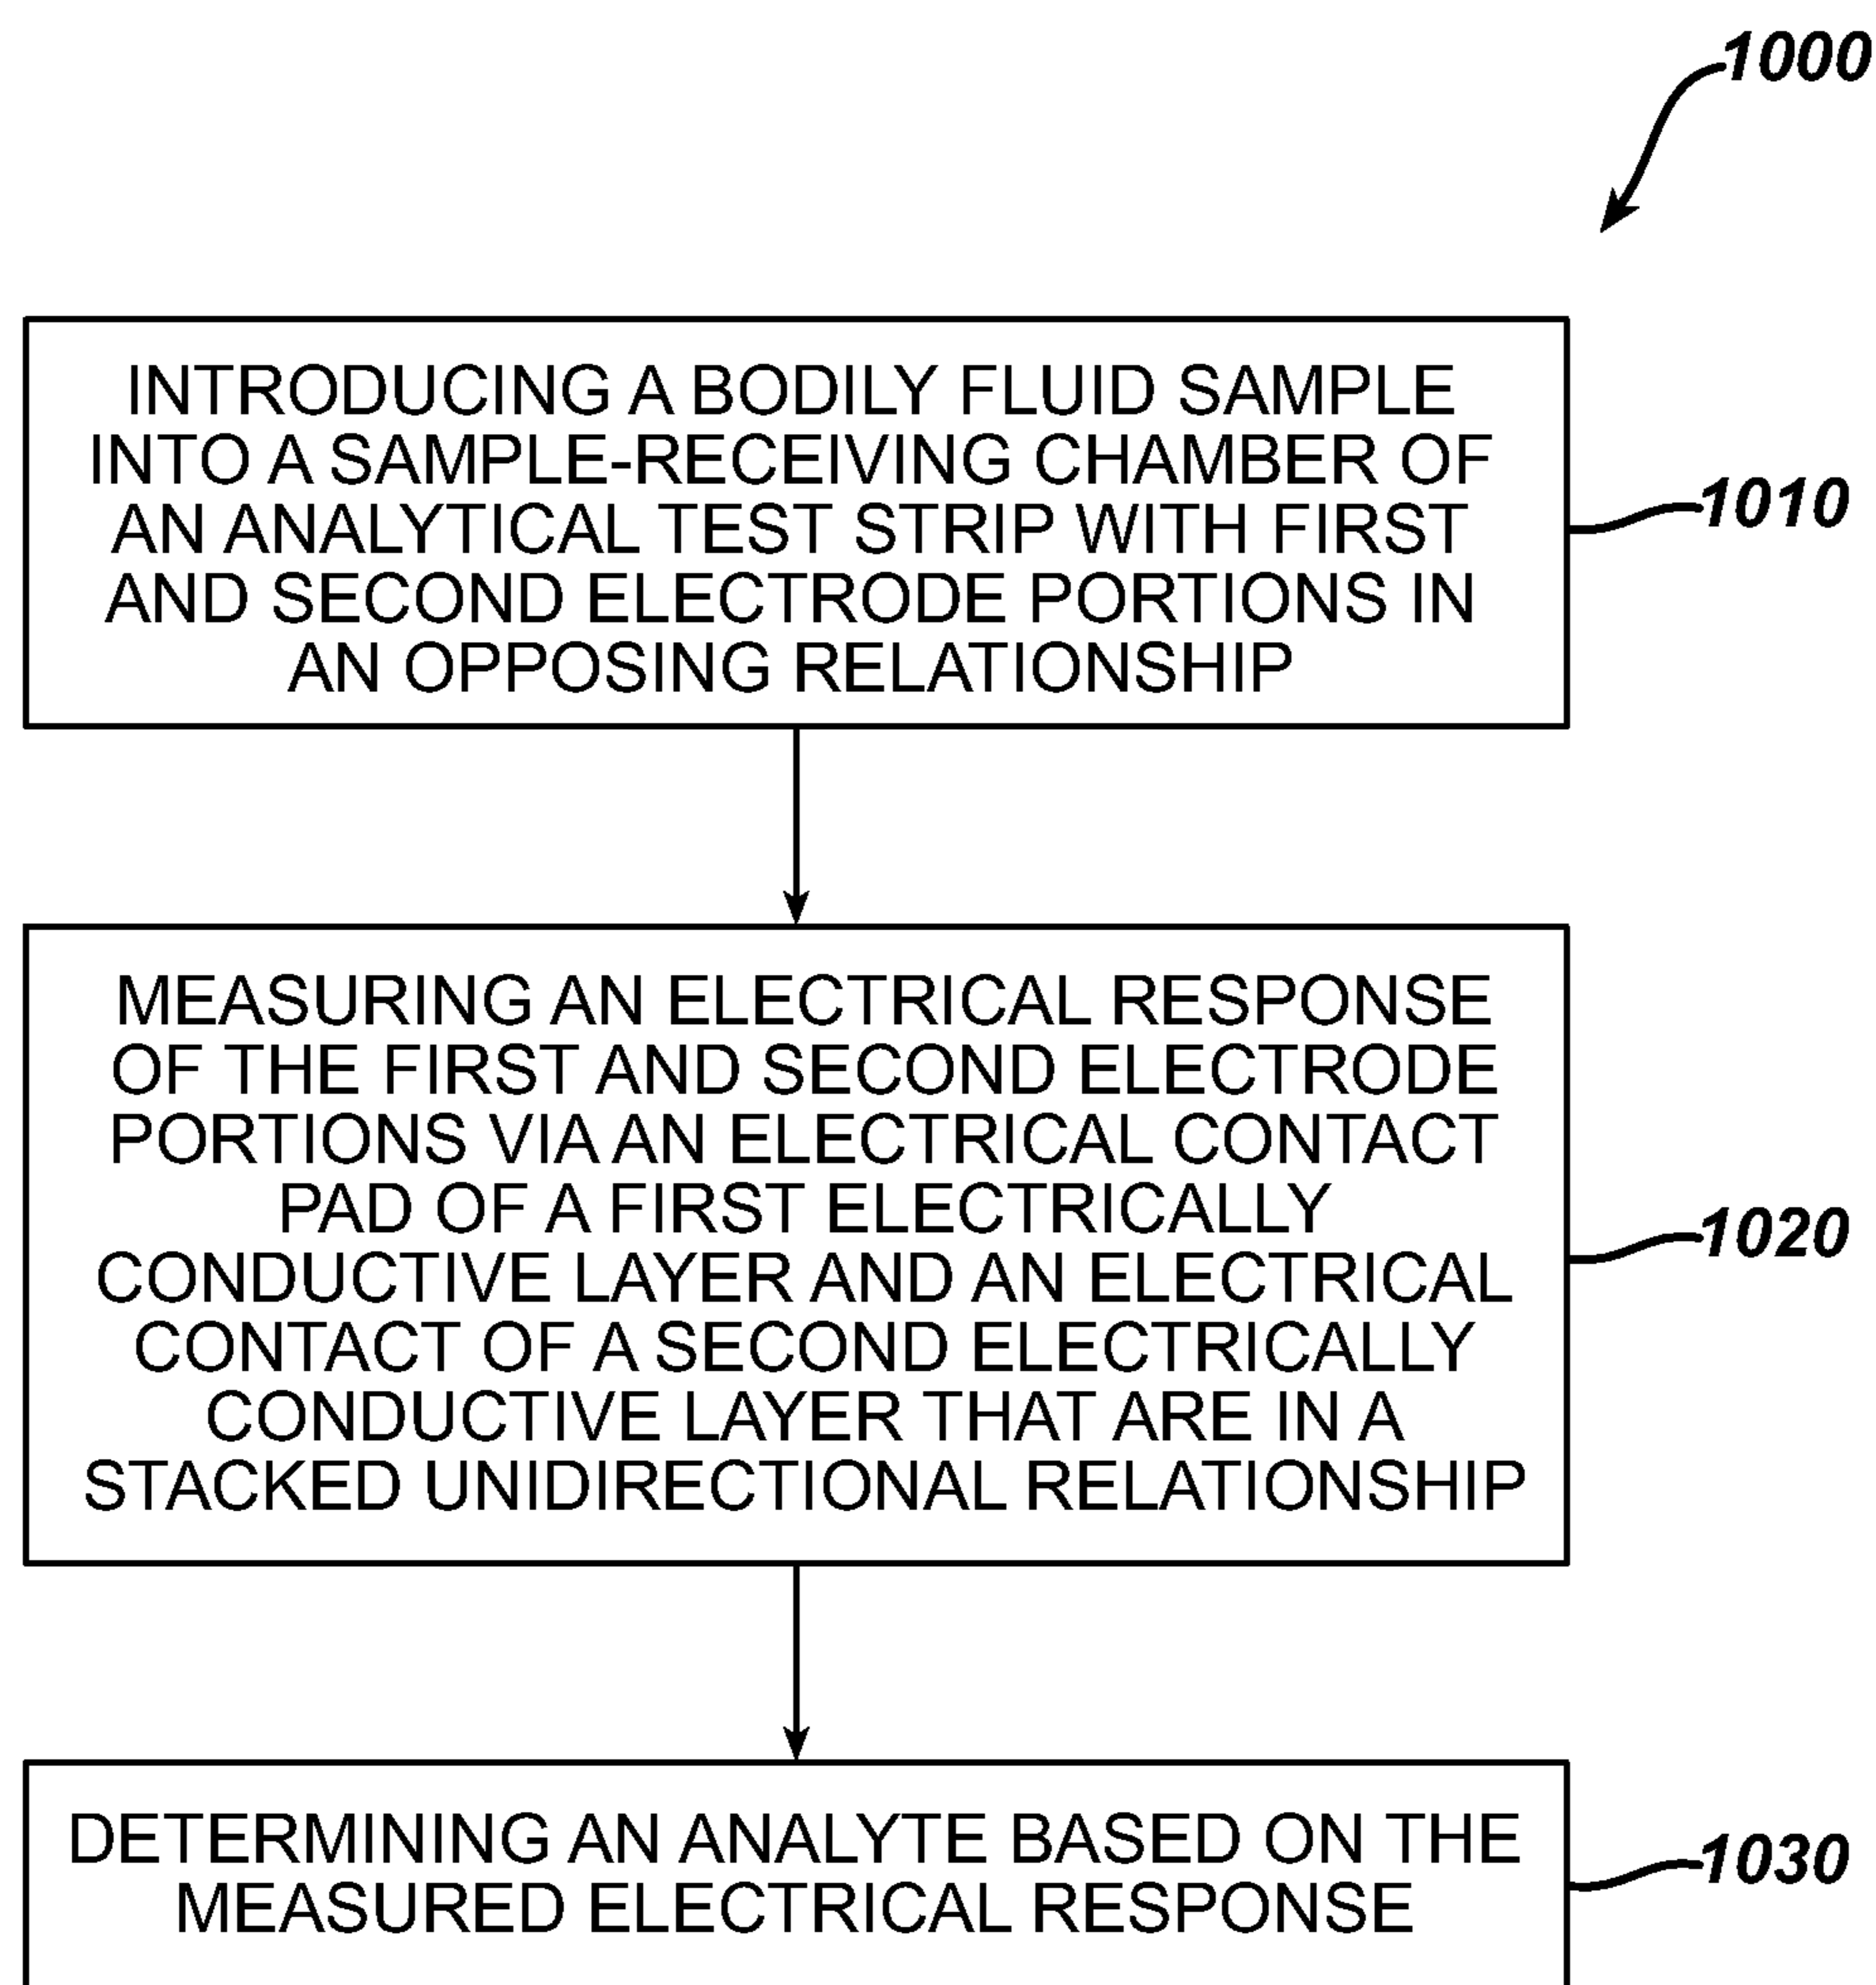 1000
INTRODUCING A BODILY FLUID SAMPLE
INTO A SAMPLE-RECEIVING CHAMBER OF
AN ANALYTICAL TEST STRIP WITH FIRST
AND SECOND ELECTRODE PORTIONS IN
AN OPPOSING RELATIONSHIP
1010
MEASURING AN ELECTRICAL RESPONSE
OF THE FIRST AND SECOND ELECTRODE
PORTIONS VIA AN ELECTRICAL CONTACT
PAD OF A FIRST ELECTRICALLY
CONDUCTIVE LAYER AND AN ELECTRICAL
CONTACT OF A SECOND ELECTRICALLY
CONDUCTIVE LAYER THAT ARE IN A
STACKED UNIDIRECTIONAL RELATIONSHIP
1020
DETERMINING AN ANALYTE BASED ON THE
MEASURED ELECTRICAL RESPONSE
1030